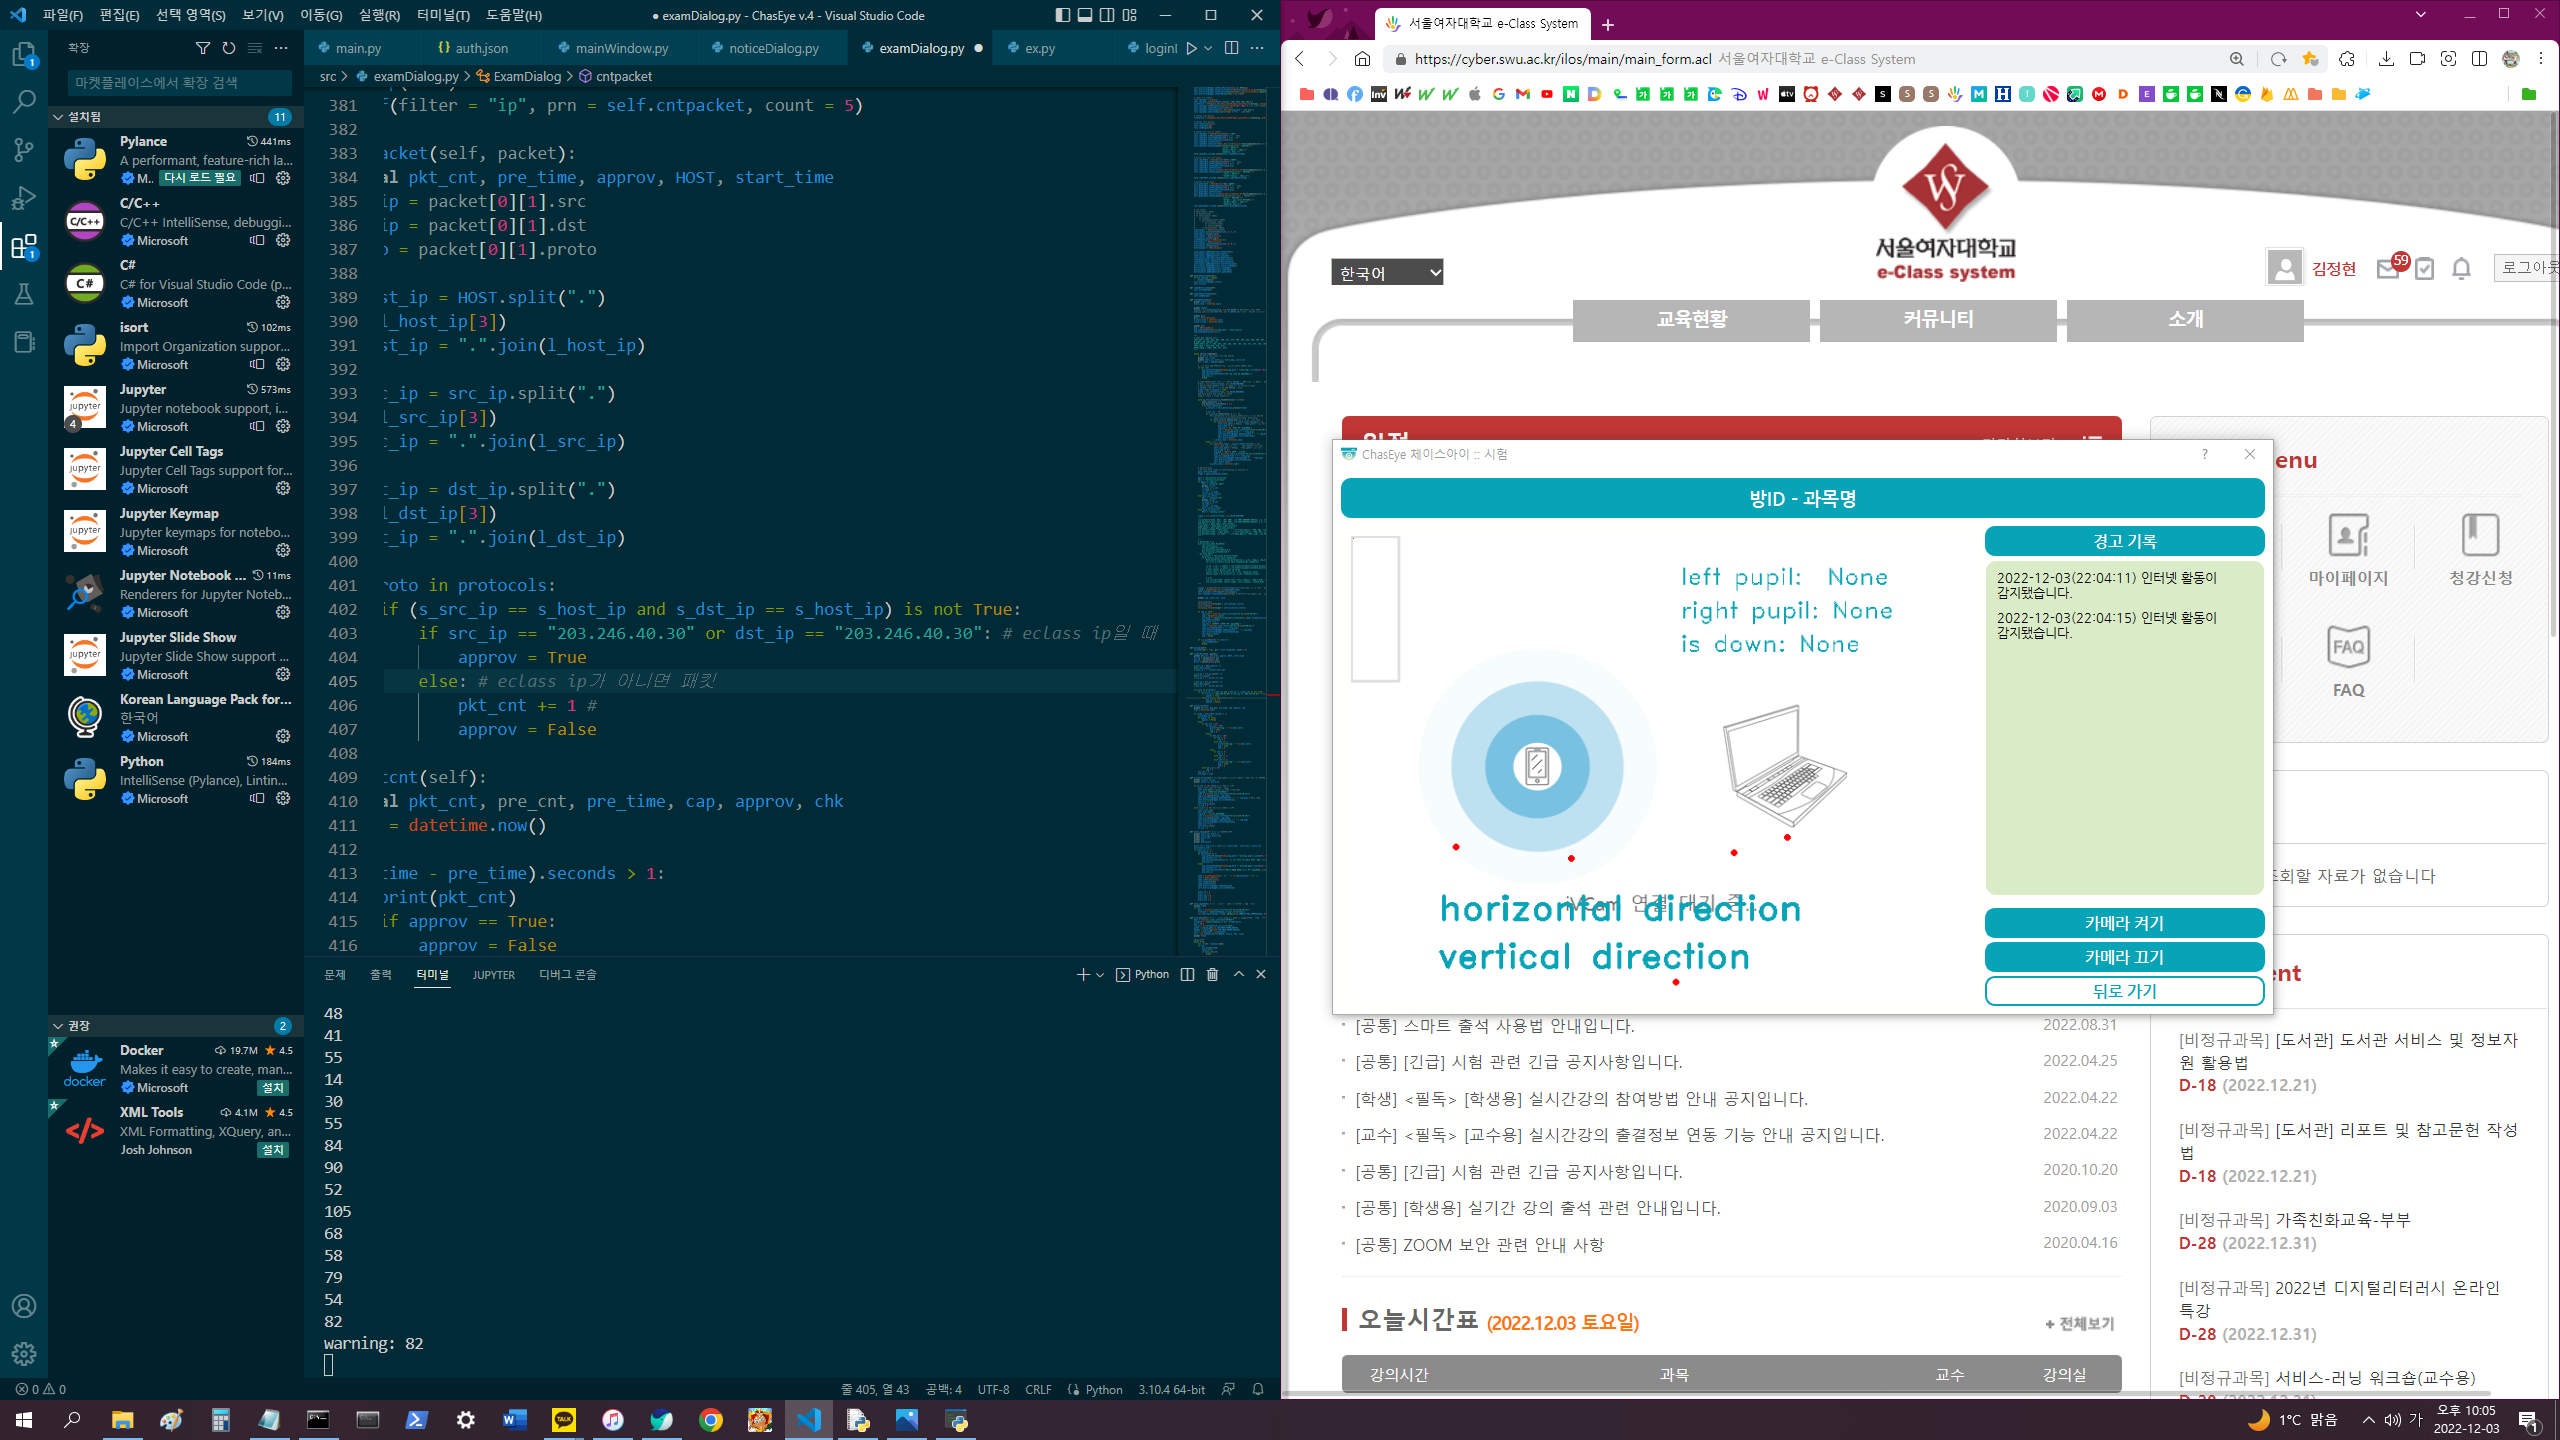 파일(F) 편집(E) 선택 영역(S) 보기(V) 이동(G) 실행(R) 터미널(T) 도움말(H)
● examDialog.py - ChasEye v.4 - Visual Studio Code
확장
마켓플레이스에서 확장 검색
설치됨 11
Pylance 441ms
A performant, feature-rich la...
M.. 다시 로드 필요
C/C++
C/C++ IntelliSense, debuggi...
Microsoft
C#
C# for Visual Studio Code (p...
Microsoft
isort 102ms
Import Organization suppor...
Microsoft
Jupyter 573ms
Jupyter notebook support, i...
Microsoft
4
Jupyter Cell Tags
Jupyter Cell Tags support for...
Microsoft
Jupyter Keymap
Jupyter keymaps for notebo...
Microsoft
Jupyter Notebook ... 11ms
Renderers for Jupyter Noteb...
Microsoft
Jupyter Slide Show
Jupyter Slide Show support ...
Microsoft
Korean Language Pack for...
한국어
Microsoft
Python 184ms
IntelliSense (Pylance), Lintin...
Microsoft
권장 2
Docker 19.7M 4.5
Makes it easy to create, man...
Microsoft 설치
XML Tools 4.1M 4.5
XML Formatting, XQuery, an...
Josh Johnson 설치
main.py auth.json mainWindow.py noticeDialog.py examDialog.py ex.py loginI
src > examDialog.py > ExamDialog > cntpacket
381 f(filter = "ip", prn = self.cntpacket, count = 5)
382
383 acket(self, packet):
384 al pkt_cnt, pre_time, approv, HOST, start_time
385 ip = packet[0][1].src
386 ip = packet[0][1].dst
387 o = packet[0][1].proto
388
389 st_ip = HOST.split(".")
390 l_host_ip[3])
391 st_ip = ".".join(l_host_ip)
392
393 c_ip = src_ip.split(".")
394 l_src_ip[3])
395 c_ip = ".".join(l_src_ip)
396
397 t_ip = dst_ip.split(".")
398 l_dst_ip[3])
399 t_ip = ".".join(l_dst_ip)
400
401 roto in protocols:
402 if (s_src_ip == s_host_ip and s_dst_ip == s_host_ip) is not True:
403 if src_ip == "203.246.40.30" or dst_ip == "203.246.40.30": # eclass ip일 때
404 approv = True
405 else: # eclass ip가 아니면 패킷
406 pkt_cnt += 1 #
407 approv = False
408
409 tcnt(self):
410 al pkt_cnt, pre_cnt, pre_time, cap, approv, chk
411 = datetime.now()
412
413 time - pre_time).seconds > 1:
414 print(pkt_cnt)
415 if approv == True:
416 approv = False
문제 출력 터미널 JUPYTER 디버그 콘솔
Python
48
41
55
14
30
55
84
90
52
105
68
58
79
54
82
warning: 82
0 0
줄 405, 열 43 공백: 4 UTF-8 CRLF Python 3.10.4 64-bit
서울여자대학교 e-Class System
https://cyber.swu.ac.kr/ilos/main/main_form.acl 서울여자대학교 e-Class System
서울여자대학교
e-Class system
한국어
김정현 59 로그아웃
교육현황 커뮤니티 소개
enu
마이페이지 청강신청
FAQ
FAQ
조회할 자료가 없습니다
ent
ChasEye 체이스아이 :: 시험
방ID - 과목명
left pupil: None
right pupil: None
is down: None
iVCam 연결 대기 중...
horizontal direction
vertical direction
경고 기록
2022-12-03(22:04:11) 인터넷 활동이
감지됐습니다.
2022-12-03(22:04:15) 인터넷 활동이
감지됐습니다.
카메라 켜기
카메라 끄기
뒤로 가기
[공통] 스마트 출석 사용법 안내입니다. 2022.08.31
[공통] [긴급] 시험 관련 긴급 공지사항입니다. 2022.04.25
[학생] <필독> [학생용] 실시간강의 참여방법 안내 공지입니다. 2022.04.22
[교수] <필독> [교수용] 실시간강의 출결정보 연동 기능 안내 공지입니다. 2022.04.22
[공통] [긴급] 시험 관련 긴급 공지사항입니다. 2020.10.20
[공통] [학생용] 실기간 강의 출석 관련 안내입니다. 2020.09.03
[공통] ZOOM 보안 관련 안내 사항 2020.04.16
오늘시간표 (2022.12.03 토요일) + 전체보기
강의시간 과목 교수 강의실
[비정규과목] [도서관] 도서관 서비스 및 정보자
원 활용법
D-18 (2022.12.21)
[비정규과목] [도서관] 리포트 및 참고문헌 작성
법
D-18 (2022.12.21)
[비정규과목] 가족친화교육-부부
D-28 (2022.12.31)
[비정규과목] 2022년 디지털리터러시 온라인
특강
D-28 (2022.12.31)
[비정규과목] 서비스-러닝 워크숍(교수용)
1°C 맑음
가
오후 10:05
2022-12-03
1